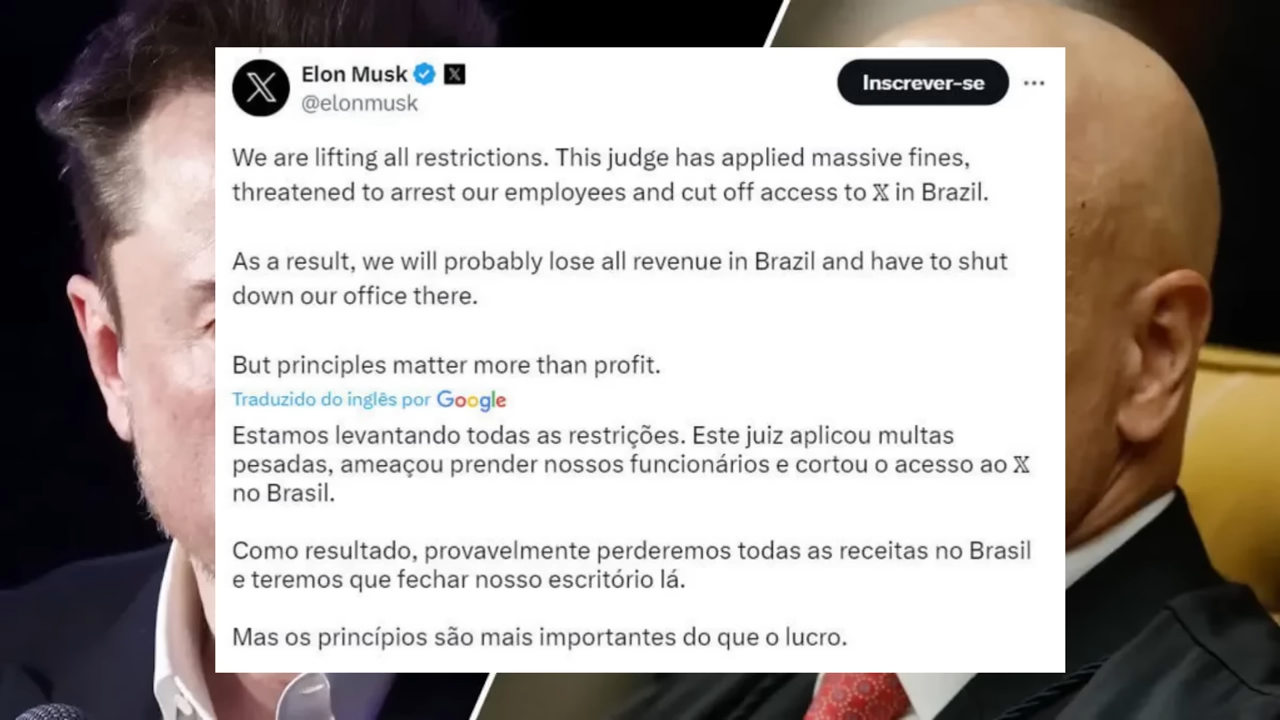 Elon Musk
Inscrever-se
@elonmusk
We are lifting all restrictions. This judge has applied massive fines,
threatened to arrest our employees and cut off access to 𝕏 in Brazil.
As a result, we will probably lose all revenue in Brazil and have to shut
down our office there.
But principles matter more than profit.
Traduzido do inglês por Google
Estamos levantando todas as restrições. Este juiz aplicou multas
pesadas, ameaçou prender nossos funcionários e cortou o acesso ao 𝕏
no Brasil.
Como resultado, provavelmente perderemos todas as receitas no Brasil
e teremos que fechar nosso escritório lá.
Mas os princípios são mais importantes do que o lucro.